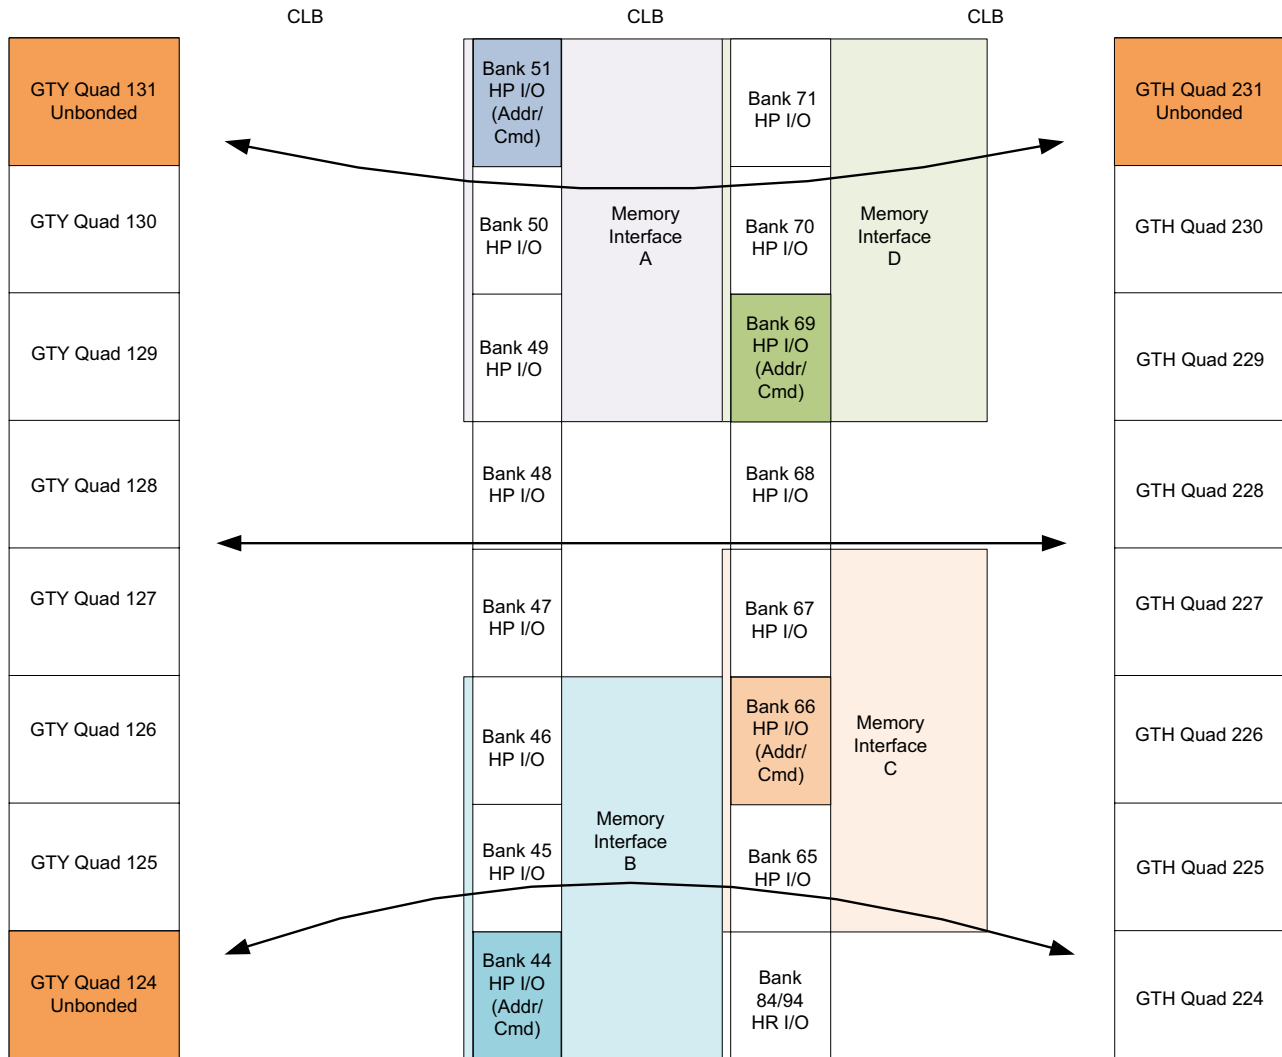 CLB
CLB
CLB
GTY Quad 131
Unbonded
GTY Quad 130
GTY Quad 129
GTY Quad 128
GTY Quad 127
GTY Quad 126
GTY Quad 125
GTY Quad 124
Unbonded
Bank 51
HP I/O
(Addr/
Cmd)
Bank 50
HP I/O
Bank 49
HP I/O
Bank 48
HP I/O
Bank 47
HP I/O
Bank 46
HP I/O
Bank 45
HP I/O
Bank 44
HP I/O
(Addr/
Cmd)
Memory
Interface
A
Memory
Interface
B
Bank 71
HP I/O
Bank 70
HP I/O
Bank 69
HP I/O
(Addr/
Cmd)
Bank 68
HP I/O
Bank 67
HP I/O
Bank 66
HP I/O
(Addr/
Cmd)
Bank 65
HP I/O
Bank
84/94
HR I/O
Memory
Interface
D
Memory
Interface
C
GTH Quad 231
Unbonded
GTH Quad 230
GTH Quad 229
GTH Quad 228
GTH Quad 227
GTH Quad 226
GTH Quad 225
GTH Quad 224